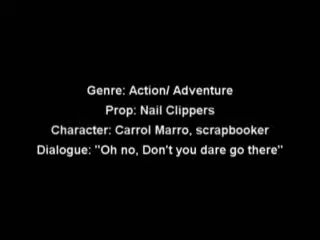 Genre: Action/ Adventure
Prop: Nail Clippers
Character: Carrol Marro, scrapbooker
Dialogue: "Oh no, Don't you dare go there"